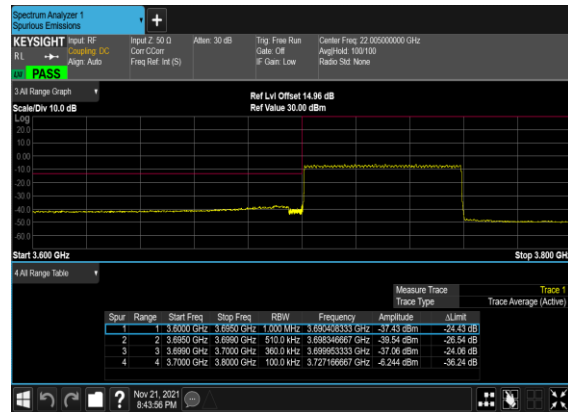 Spectrum Analyzer 1
Spurious Emissions
KEYSIGHT Input: RF Input Z: 50 Ω Atten: 30 dB Trig: Free Run Center Freq: 22.005000000 GHz
RL Coupling: DC Corr CCorr Gate: Off Avg|Hold: 100/100
Align: Auto Freq Ref: Int (S) IF Gain: Low Radio Std: None
LW PASS
3 All Range Graph
Ref Lvl Offset 14.96 dB
Scale/Div 10.0 dB Ref Value 30.00 dBm
Log
20.0
10.0
0.00
-10.0
-20.0
-30.0
-40.0
-50.0
-60.0
Start 3.600 GHz Stop 3.800 GH
4 All Range Table
Measure Trace Trace 1
Trace Type Trace Average (Active)
Spur Range Start Freq Stop Freq RBW Frequency Amplitude ΔLimit
1 1 3.6000 GHz 3.6950 GHz 1.000 MHz 3.690408333 GHz -37.43 dBm -24.43 dB
2 2 3.6950 GHz 3.6990 GHz 510.0 kHz 3.698346667 GHz -39.54 dBm -26.54 dB
3 3 3.6990 GHz 3.7000 GHz 360.0 kHz 3.699953333 GHz -37.06 dBm -24.06 dB
4 4 3.7000 GHz 3.8000 GHz 100.0 kHz 3.727166667 GHz -6.244 dBm -36.24 dB
? Nov 21, 2021
8:43:56 PM